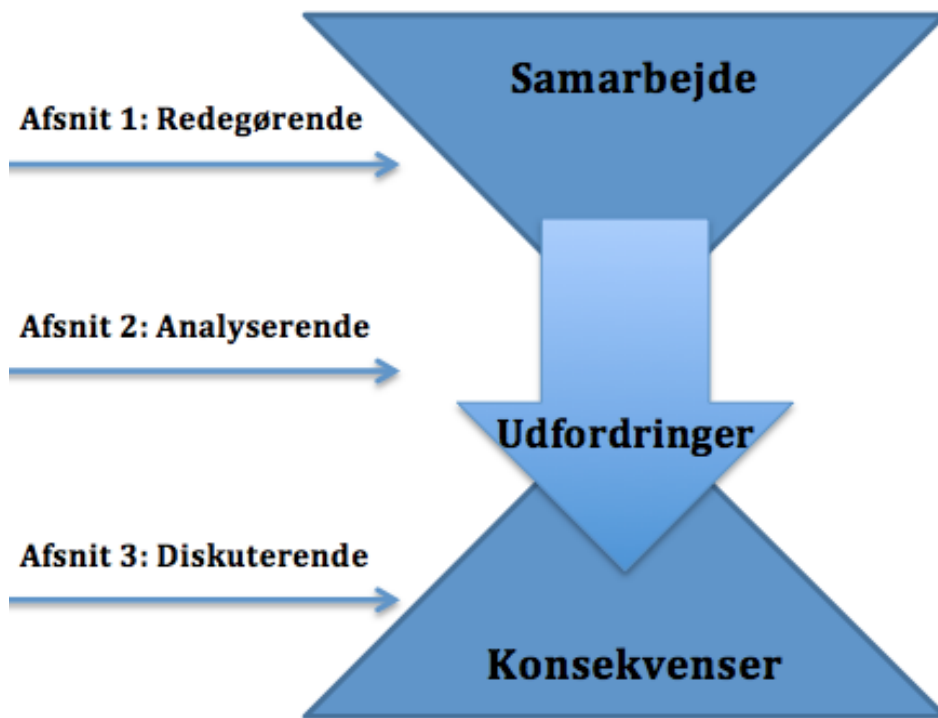 Samarbejde
Afsnit 1: Redegørende
Afsnit 2: Analyserende
Udfordringer
Afsnit 3: Diskuterende
Konsekvenser